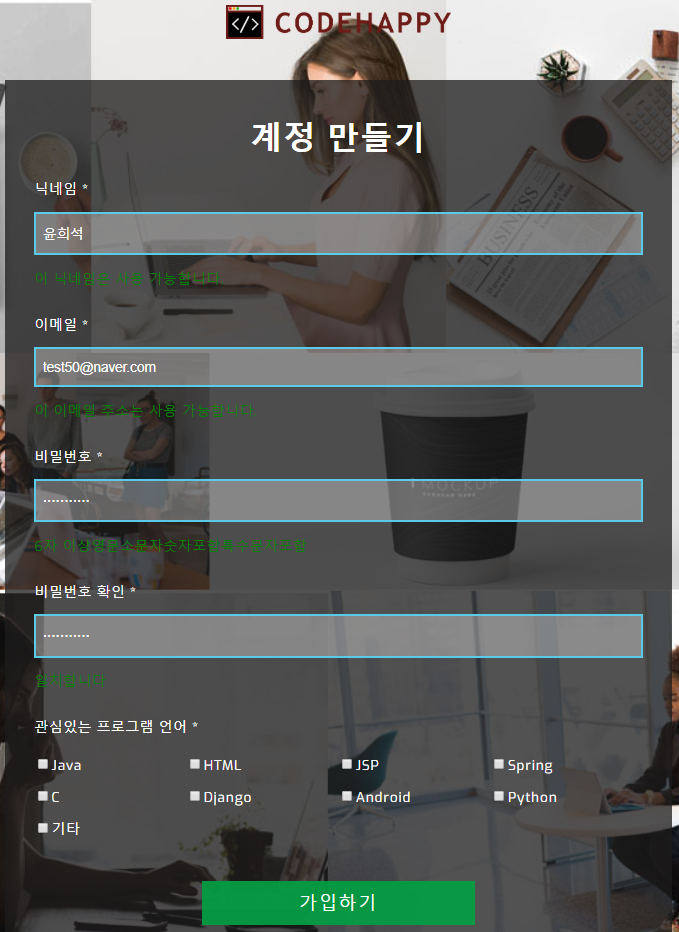 </> CODEHAPPY
계정 만들기
닉네임 *
윤희석
이 닉네임은 사용 가능합니다
이메일 *
test50@naver.com
이 이메일 주소는 사용 가능합니다
비밀번호 *
•••••••••••
6자 이상영문소문자숫자포함
비밀번호 확인 *
•••••••••••
일치합니다
관심있는 프로그램 언어 *
Java HTML JSP Spring
C Django Android Python
기타
가입하기
BUSINESS
MOCKUP